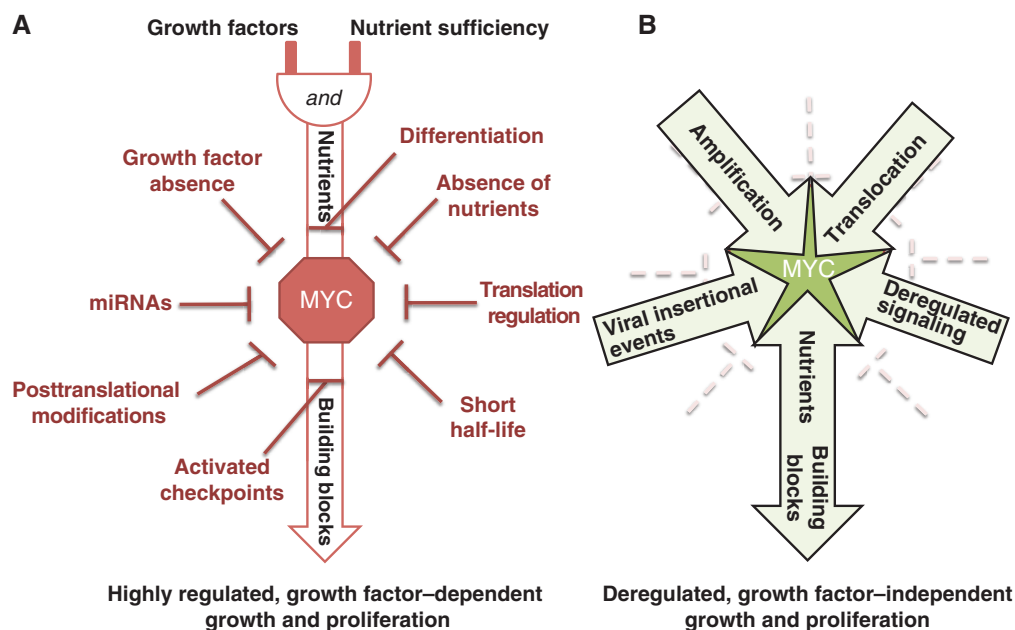 A
Growth factors
Nutrient sufficiency
and
Nutrients
Differentiation
Growth factor
absence
Absence of
nutrients
MYC
miRNAs
Translation
regulation
Posttranslational
modifications
Short
half-life
Activated
checkpoints
Building blocks
Highly regulated, growth factor–dependent
growth and proliferation
B
Amplification
Translocation
MYC
Viral insertional
events
Deregulated
signaling
Nutrients
Building
blocks
Deregulated, growth factor–independent
growth and proliferation